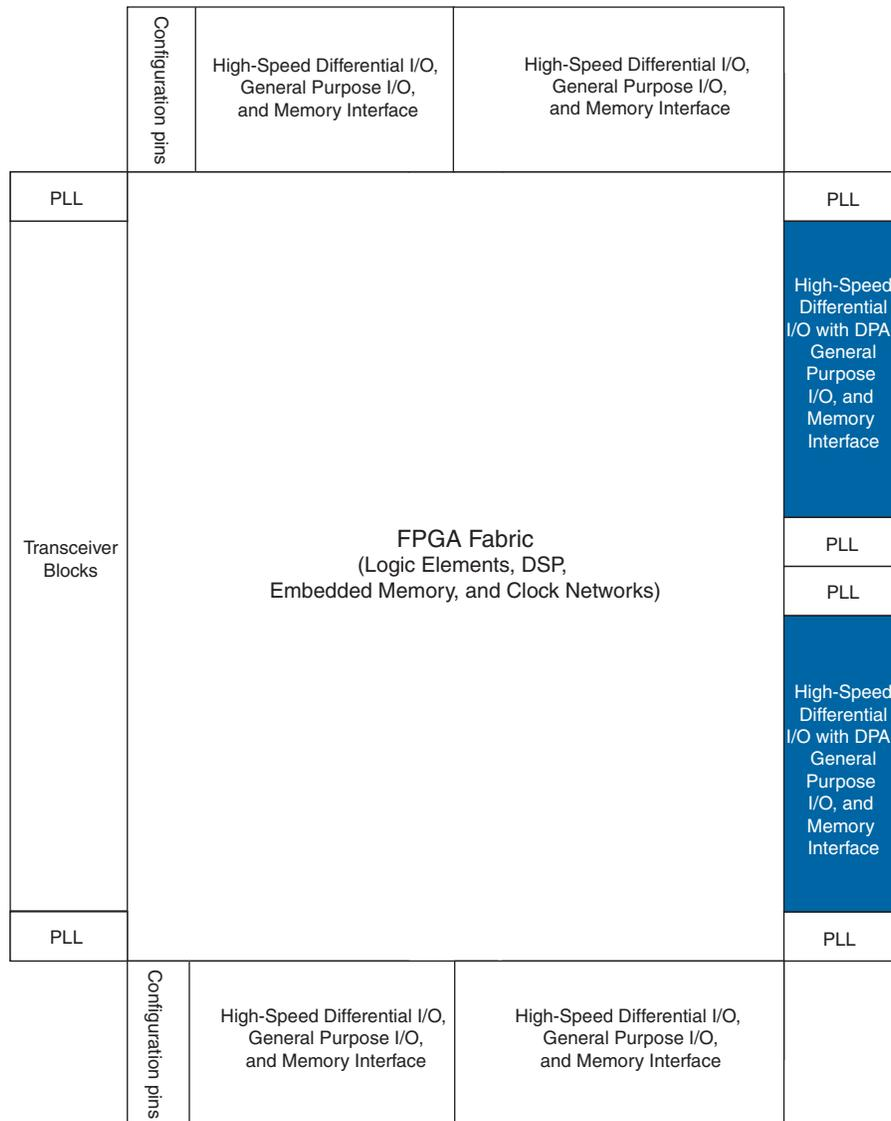 Configuration pins
High-Speed Differential I/O,
General Purpose I/O,
and Memory Interface
High-Speed Differential I/O,
General Purpose I/O,
and Memory Interface
PLL
PLL
High-Speed
Differential
I/O with DPA
General
Purpose
I/O, and
Memory
Interface
Transceiver
Blocks
FPGA Fabric
(Logic Elements, DSP,
Embedded Memory, and Clock Networks)
PLL
PLL
High-Speed
Differential
I/O with DPA
General
Purpose
I/O, and
Memory
Interface
PLL
PLL
Configuration pins
High-Speed Differential I/O,
General Purpose I/O,
and Memory Interface
High-Speed Differential I/O,
General Purpose I/O,
and Memory Interface